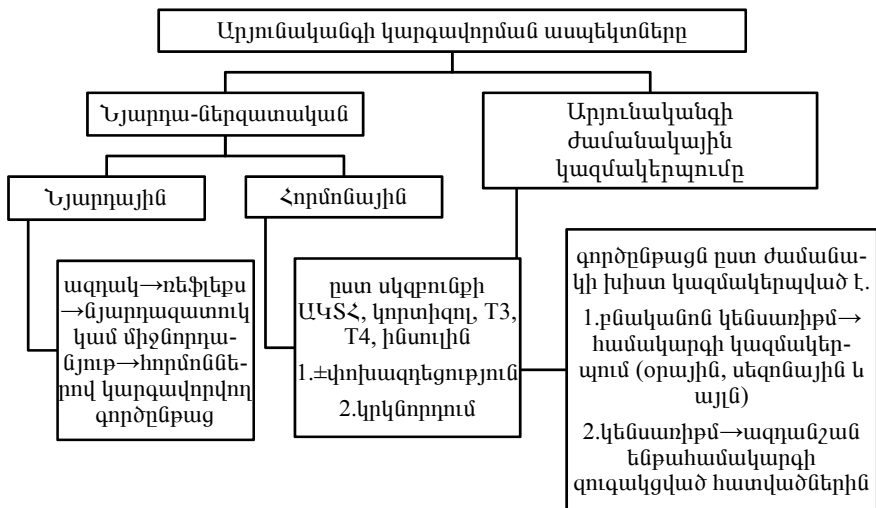 Արյունականգի կարգավորման ասպեկտները
Նյարդա-ներզատական
Արյունականգի
ժամանակային
կազմակերպումը
Նյարդային
Հորմոնային
ազդակ→ռեֆլեքս
→նյարդազատուկ
կամ միջնորդա-
նյութ→հորմոննե-
րով կարգավորվող
գործընթաց
ըստ սկզբունքի
ԱԿՏՀ, կորտիզոլ, T3,
T4, ինսուլին
1.±փոխազդեցություն
2.կրկնորդում
գործընթացն ըստ ժամանա-
կի խիստ կազմակերպված է.
1.բնականոն կենսառիթմ→
համակարգի կազմակեր-
պում (օրային, սեզոնային և
այլն)
2.կենսառիթմ→ազդանշան
ենթահամակարգի
զուգակցված հատվածներին